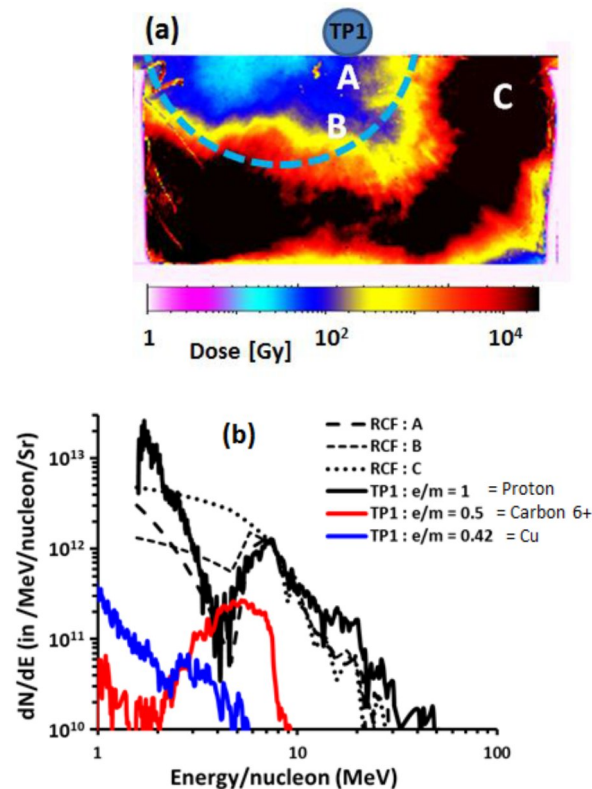 (a)
TP1
A
B
C
1
10²
10⁴
Dose [Gy]
(b)
RCF : A
RCF : B
RCF : C
TP1 : e/m = 1 = Proton
TP1 : e/m = 0.5 = Carbon 6+
TP1 : e/m = 0.42 = Cu
dN/dE (in /MeV/nucleon/Sr)
10¹³
10¹²
10¹¹
10¹⁰
1
10
100
Energy/nucleon (MeV)